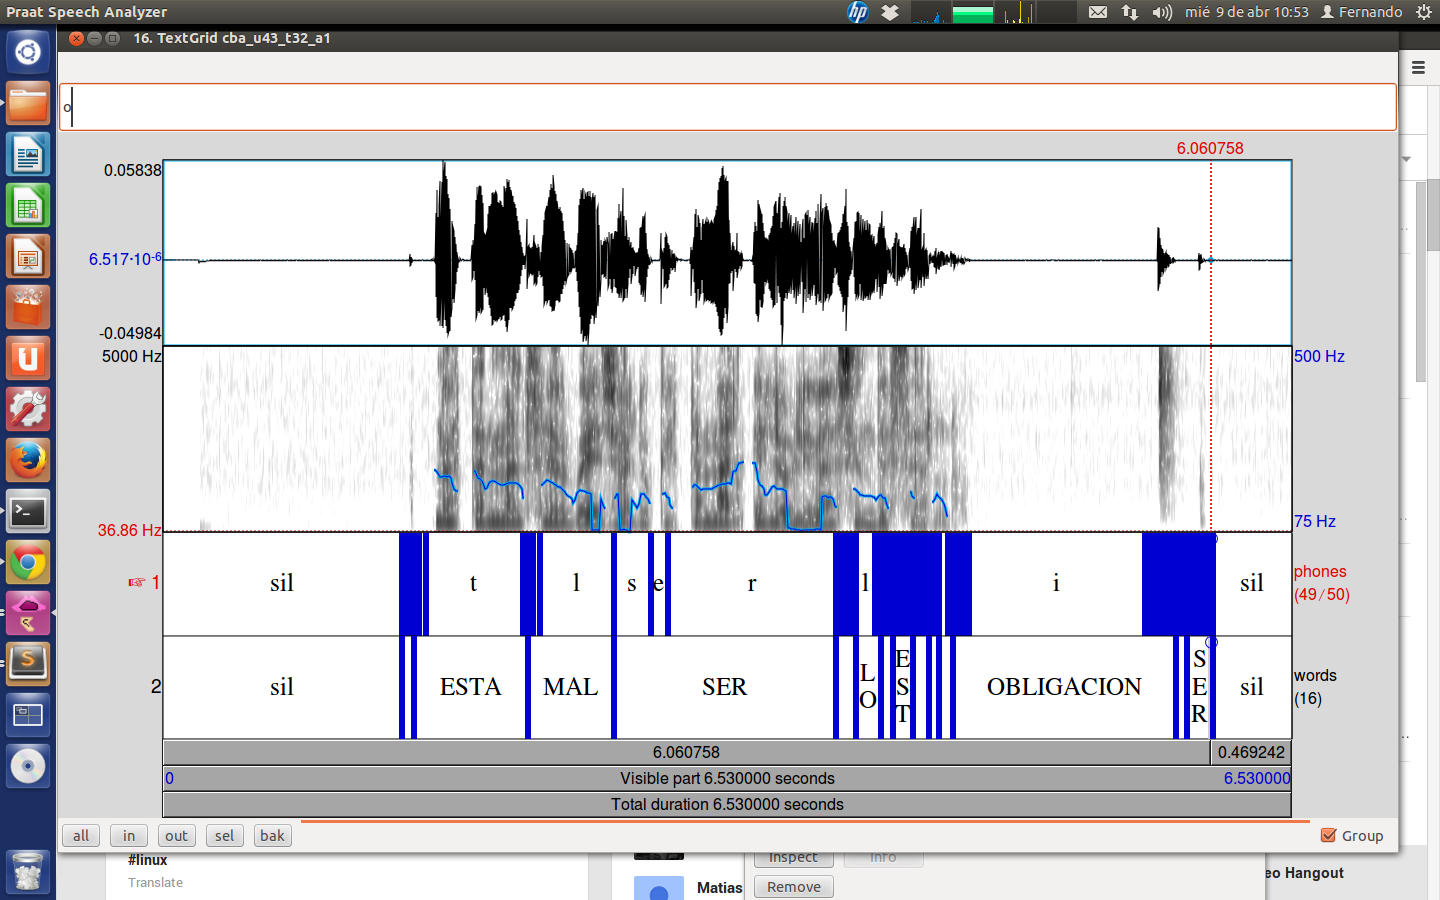 Praat Speech Analyzer
mié 9 de abr 10:53 Fernando
16. TextGrid cba_u43_t32_a1
o
6.060758
0.05838
6.517·10-6
-0.04984
5000 Hz
500 Hz
36.86 Hz
75 Hz
1
sil t l s e r l i sil
phones
(49/50)
2
sil ESTA MAL SER LO EST OBLIGACION SER sil
words
(16)
6.060758 0.469242
0 Visible part 6.530000 seconds 6.530000
Total duration 6.530000 seconds
all in out sel bak Group
#linux
Translate
Matias
Inspect Info
Remove
eo Hangout